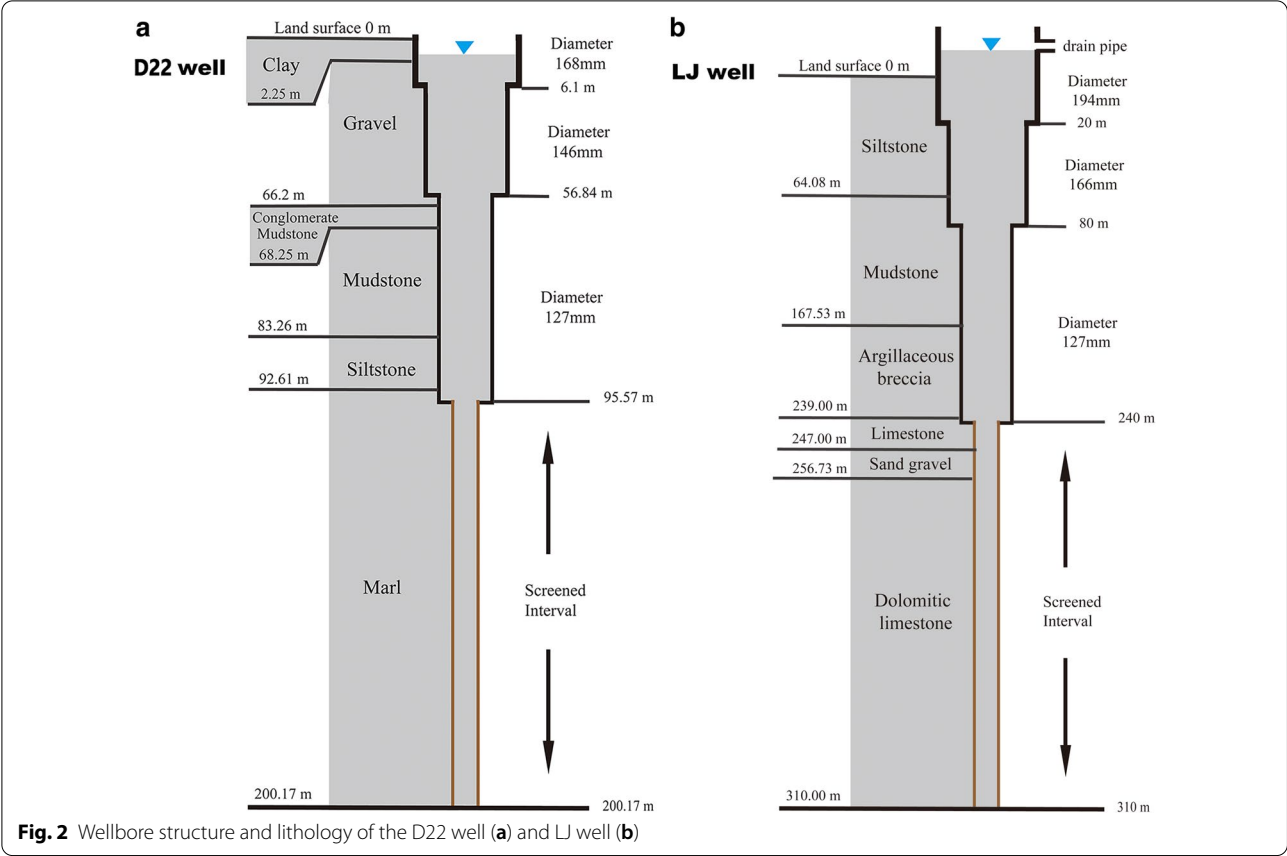 a
D22 well
Land surface 0 m
Clay
2.25 m
Gravel
66.2 m
Conglomerate
Mudstone
68.25 m
Mudstone
83.26 m
Siltstone
92.61 m
Marl
200.17 m
Diameter
168mm
6.1 m
Diameter
146mm
56.84 m
Diameter
127mm
95.57 m
Screened
Interval
200.17 m
b
LJ well
Land surface 0 m
Siltstone
64.08 m
Mudstone
167.53 m
Argillaceous
breccia
239.00 m
Limestone
247.00 m
Sand gravel
256.73 m
Dolomitic
limestone
310.00 m
drain pipe
Diameter
194mm
20 m
Diameter
166mm
80 m
Diameter
127mm
240 m
Screened
Interval
310 m
Fig. 2 Wellbore structure and lithology of the D22 well (a) and LJ well (b)